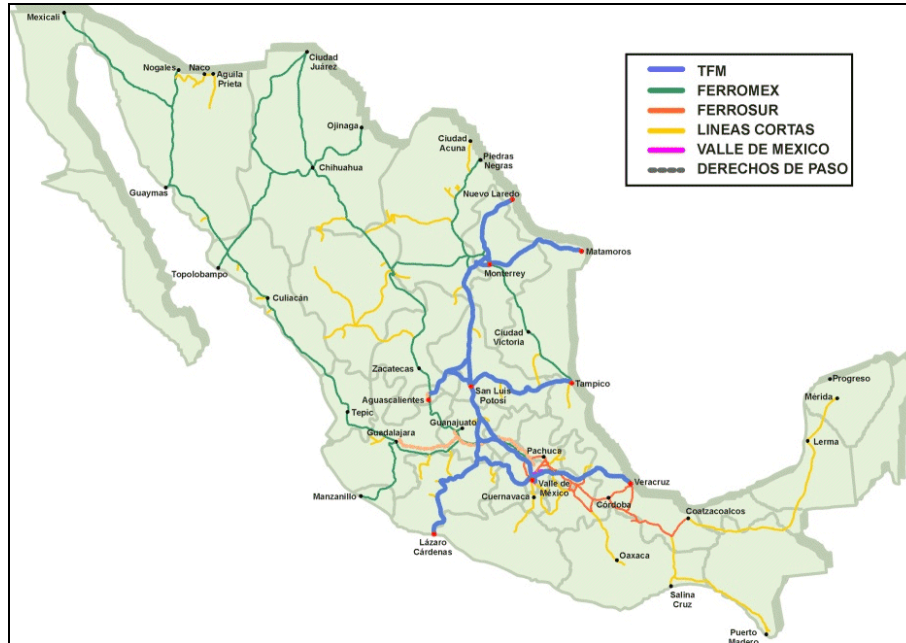 Mexicali
Nogales
Naco
Agua
Prieta
Ciudad
Juárez
TFM
FERROMEX
FERROSUR
LINEAS CORTAS
VALLE DE MEXICO
DERECHOS DE PASO
Ojinaga
Ciudad
Acuna
Piedras
Negras
Chihuahua
Guaymas
Nuevo Laredo
Matamoros
Topolobampo
Monterrey
Culiacán
Ciudad
Victoria
Zacatecas
Tampico
Aguascalientes
San Luis
Potosí
Progreso
Mérida
Tepic
Guanajuato
Guadalajara
Lerma
Pachuca
Manzanillo
Valle de
México
Cuernavaca
Veracruz
Córdoba
Coatzacoalcos
Lázaro
Cárdenas
Oaxaca
Salina
Cruz
Puerto
Madero